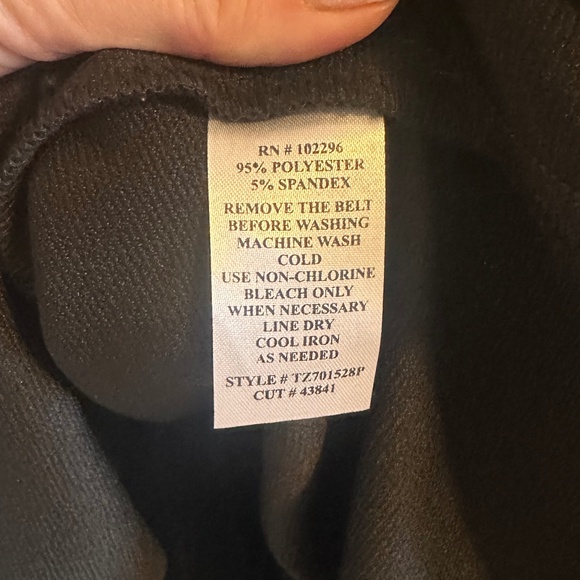 RN # 102296
95% POLYESTER
5% SPANDEX
REMOVE THE BELT
BEFORE WASHING
MACHINE WASH
COLD
USE NON-CHLORINE
BLEACH ONLY
WHEN NECESSARY
LINE DRY
COOL IRON
AS NEEDED
STYLE # TZ701528P
CUT # 43841